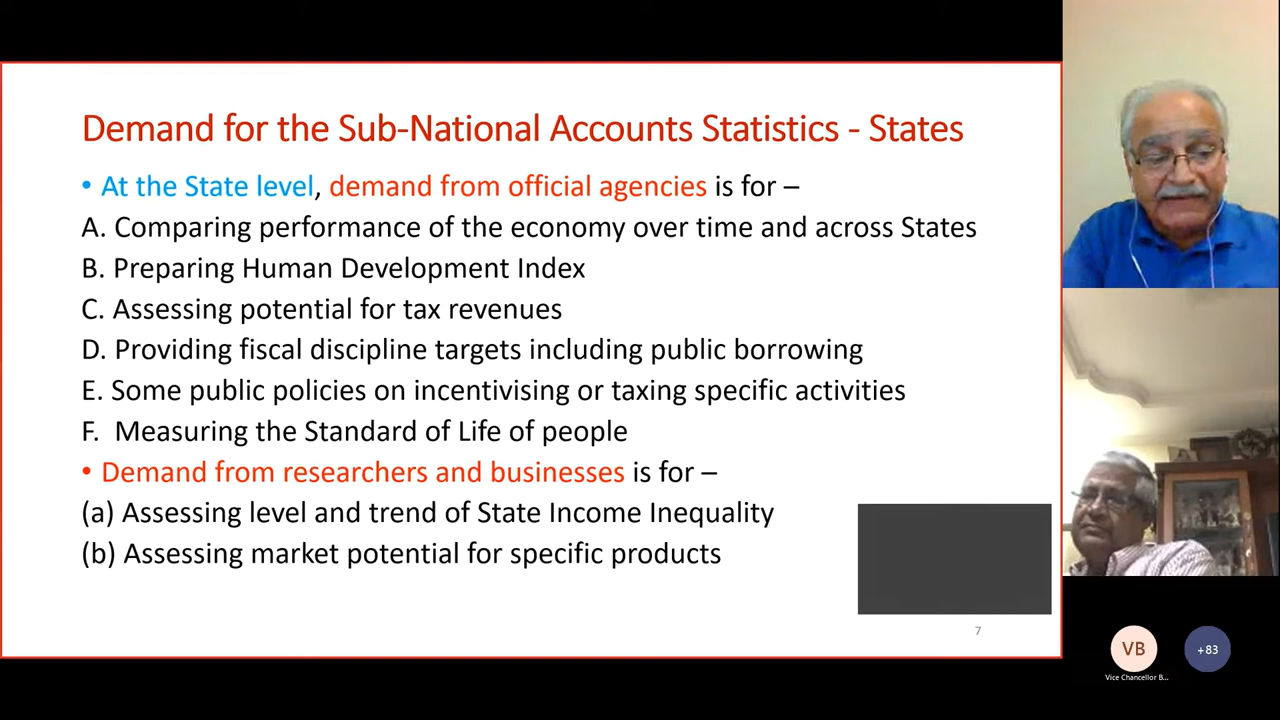 Demand for the Sub-National Accounts Statistics - States
• At the State level, demand from official agencies is for –
A. Comparing performance of the economy over time and across States
B. Preparing Human Development Index
C. Assessing potential for tax revenues
D. Providing fiscal discipline targets including public borrowing
E. Some public policies on incentivising or taxing specific activities
F. Measuring the Standard of Life of people
• Demand from researchers and businesses is for –
(a) Assessing level and trend of State Income Inequality
(b) Assessing market potential for specific products
7
VB
+83
Vice Chancellor B...